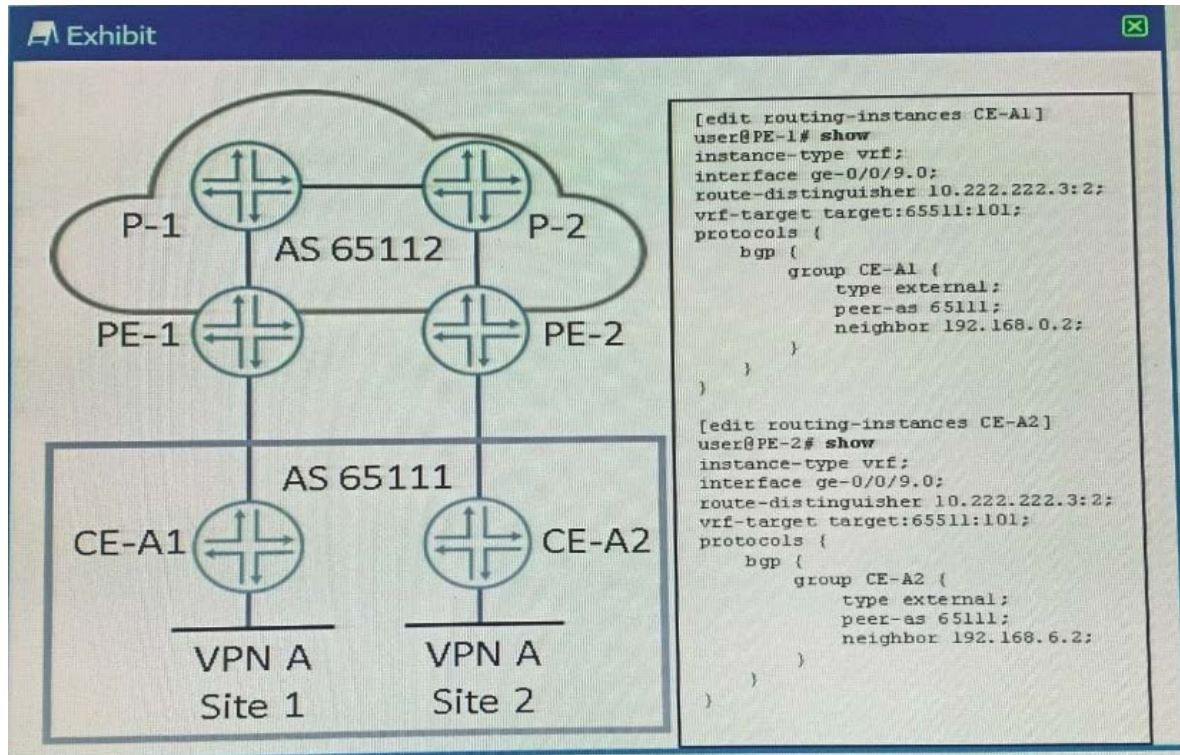 Exhibit
P-1
P-2
AS 65112
PE-1
PE-2
AS 65111
CE-A1
CE-A2
VPN A
Site 1
VPN A
Site 2
[edit routing-instances CE-A1]
user@PE-1# show
instance-type vrf;
interface ge-0/0/9.0;
route-distinguisher 10.222.222.3:2;
vrf-target target:65511:101;
protocols {
bgp {
group CE-A1 {
type external;
peer-as 65111;
neighbor 192.168.0.2;
}
}
}
[edit routing-instances CE-A2]
user@PE-2# show
instance-type vrf;
interface ge-0/0/9.0;
route-distinguisher 10.222.222.3:2;
vrf-target target:65511:101;
protocols {
bgp {
group CE-A2 {
type external;
peer-as 65111;
neighbor 192.168.6.2;
}
}
}